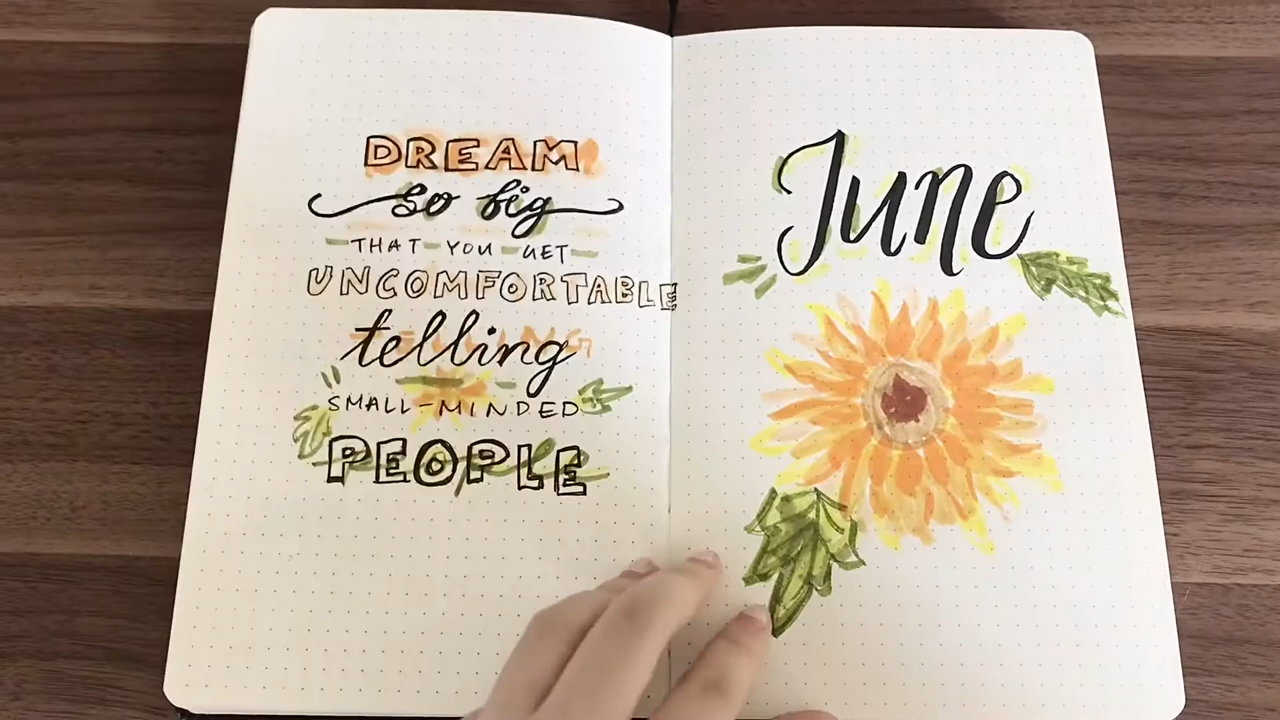 DREAM
so big
THAT YOU GET
UNCOMFORTABLE
telling
SMALL-MINDED
PEOPLE
June